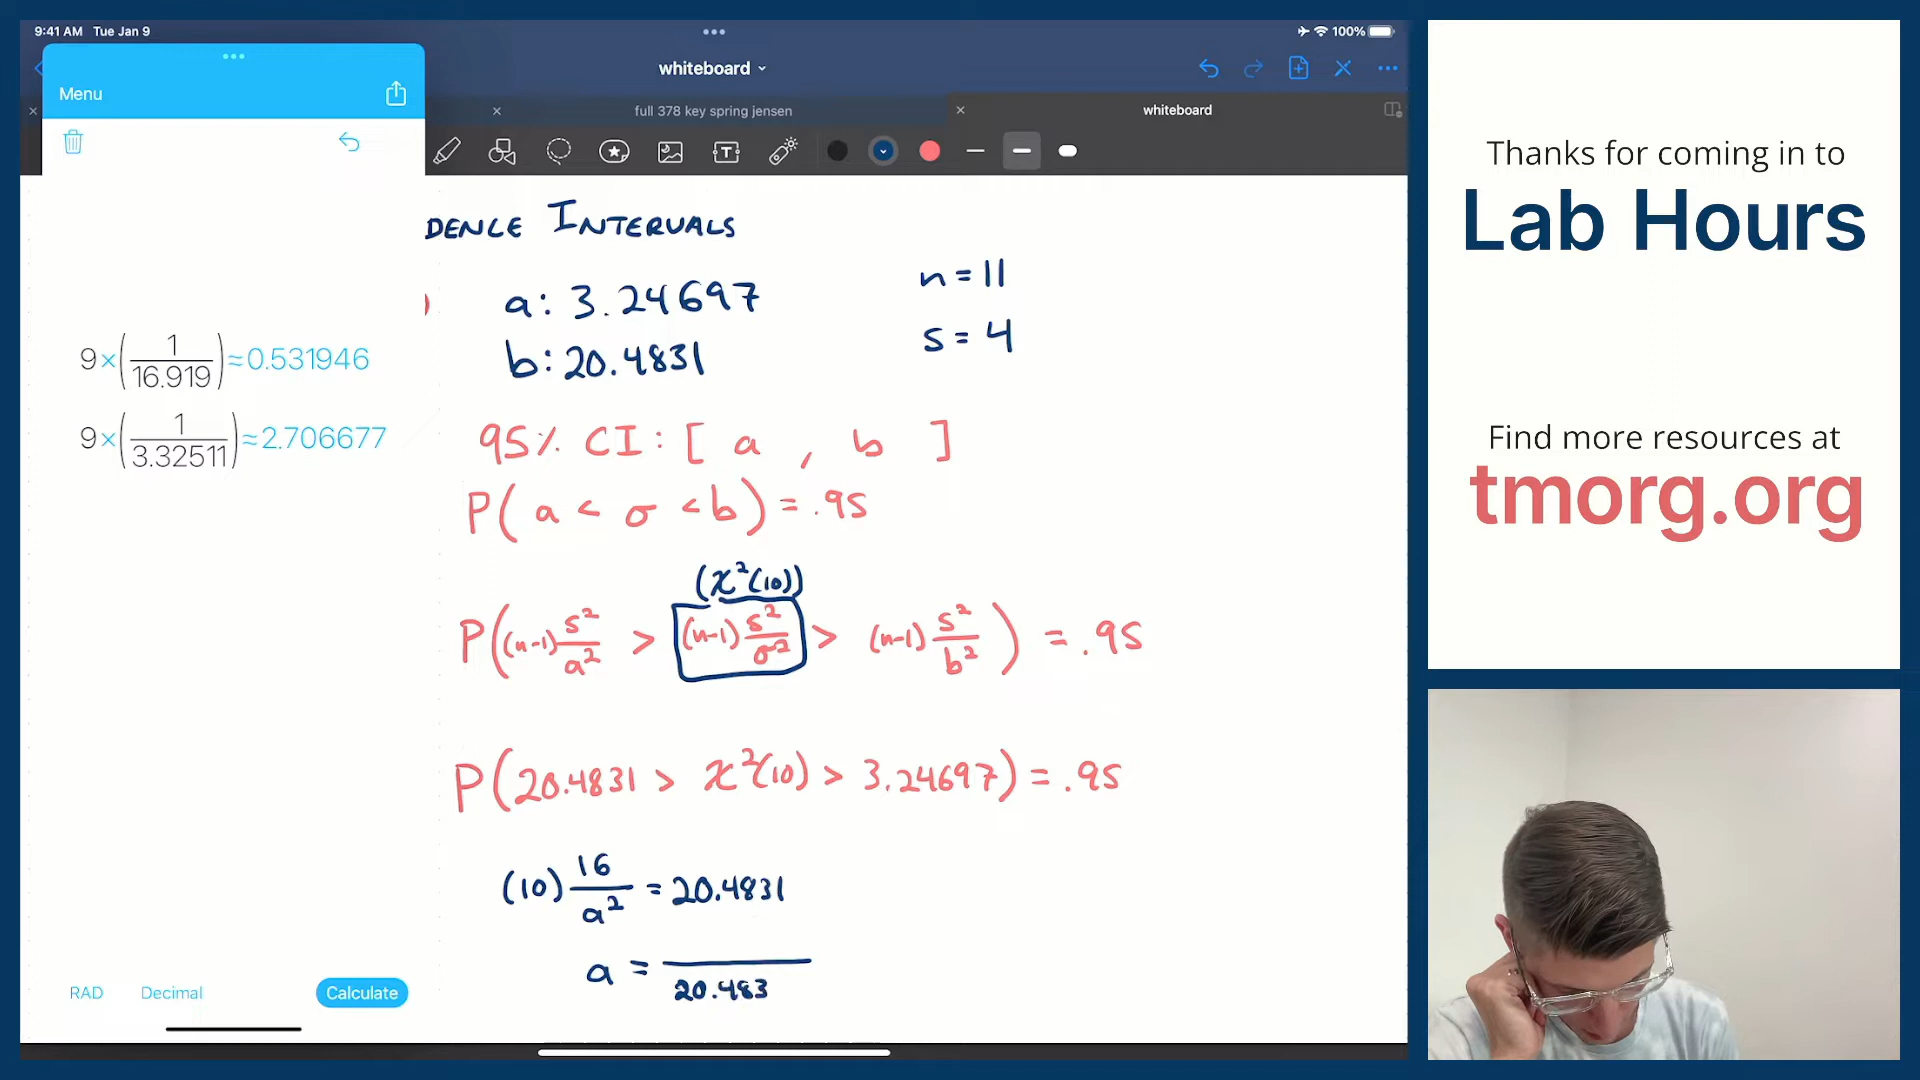 9:41 AM Tue Jan 9
100%
whiteboard
Menu
full 378 key spring jensen
whiteboard
DENCE INTERVALS
a: 3.24697
b: 20.4831
n = 11
s = 4
9×(1/16.919)≈0.531946
9×(1/3.32511)≈2.706677
95% CI: [ a , b ]
P( a < σ < b ) = .95
(χ²(10))
P((n-1) s²/a² > (n-1) s²/σ² > (n-1) s²/b² ) = .95
P(20.4831 > χ²(10) > 3.24697) = .95
(10) 16/a² = 20.4831
a = /20.483
RAD Decimal Calculate
Thanks for coming in to
Lab Hours
Find more resources at
tmorg.org